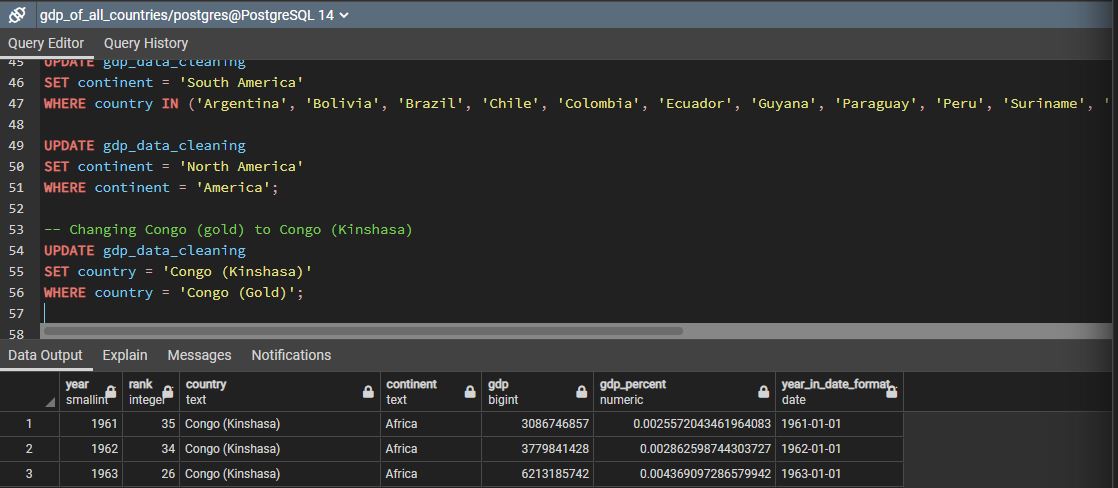 gdp_of_all_countries/postgres@PostgreSQL 14
Query Editor Query History
45 UPDATE gdp_data_cleaning
46 SET continent = 'South America'
47 WHERE country IN ('Argentina', 'Bolivia', 'Brazil', 'Chile', 'Colombia', 'Ecuador', 'Guyana', 'Paraguay', 'Peru', 'Suriname', '
48
49 UPDATE gdp_data_cleaning
50 SET continent = 'North America'
51 WHERE continent = 'America';
52
53 -- Changing Congo (gold) to Congo (Kinshasa)
54 UPDATE gdp_data_cleaning
55 SET country = 'Congo (Kinshasa)'
56 WHERE country = 'Congo (Gold)';
57
58
Data Output Explain Messages Notifications
year rank country continent gdp gdp_percent year_in_date_format
smallint integer text text bigint numeric date
1 1961 35 Congo (Kinshasa) Africa 3086746857 0.0025572043461964083 1961-01-01
2 1962 34 Congo (Kinshasa) Africa 3779841428 0.002862598744303727 1962-01-01
3 1963 26 Congo (Kinshasa) Africa 6213185742 0.004369097286579942 1963-01-01